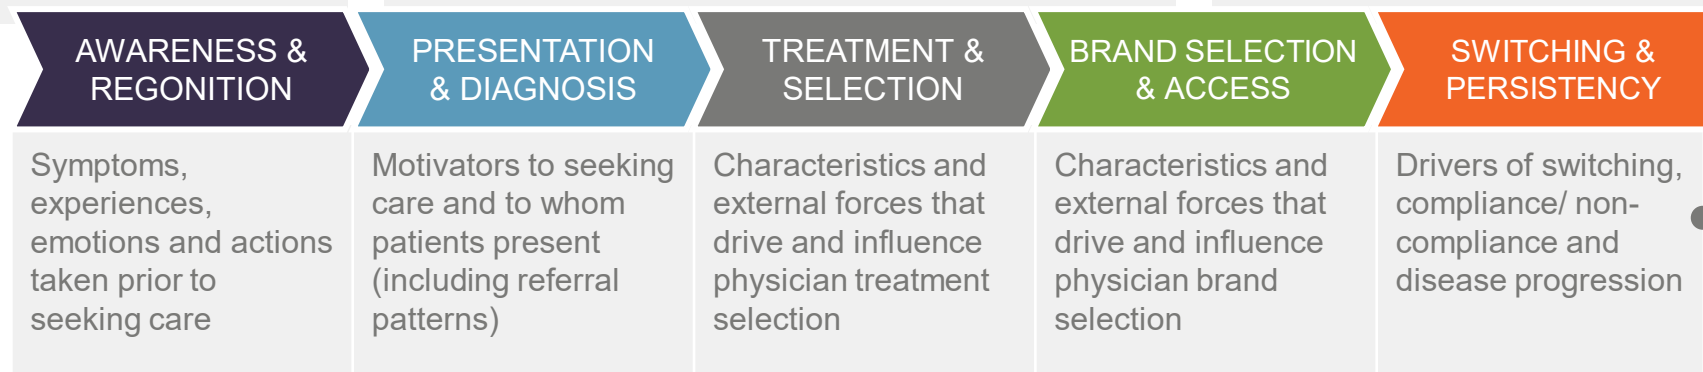 AWARENESS &
REGONITION
Symptoms,
experiences,
emotions and actions
taken prior to
seeking care
PRESENTATION
& DIAGNOSIS
Motivators to seeking
care and to whom
patients present
(including referral
patterns)
TREATMENT &
SELECTION
Characteristics and
external forces that
drive and influence
physician treatment
selection
BRAND SELECTION
& ACCESS
Characteristics and
external forces that
drive and influence
physician brand
selection
SWITCHING &
PERSISTENCY
Drivers of switching,
compliance/ non-
compliance and
disease progression